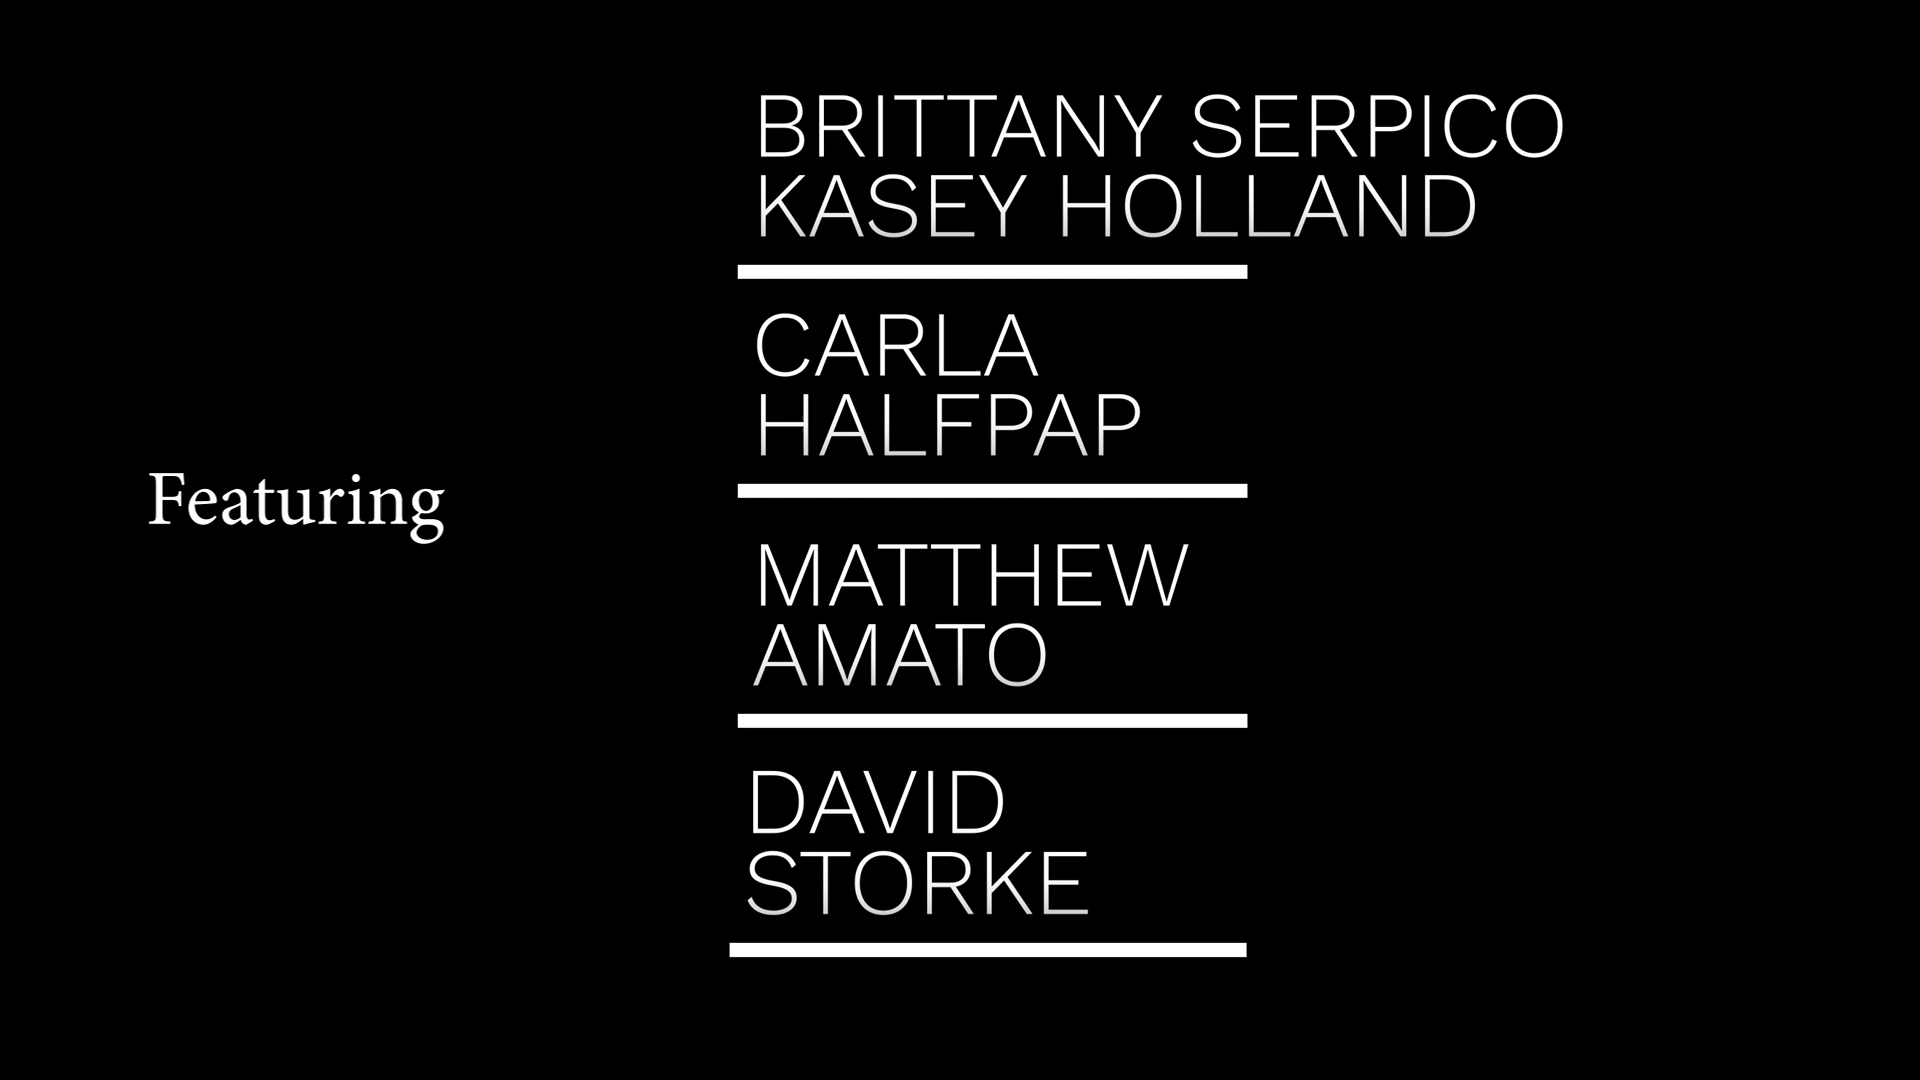 BRITTANY SERPICO
KASEY HOLLAND
CARLA
HALFPAP
Featuring
MATTHEW
AMATO
DAVID
STORKE